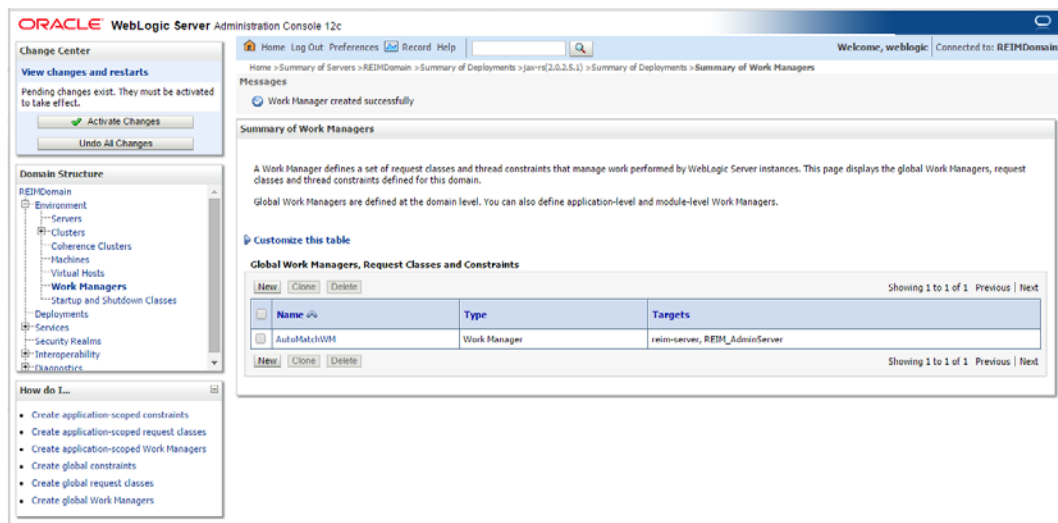 ORACLE WebLogic Server Administration Console 12c
Change Center
View changes and restarts
Pending changes exist. They must be activated
to take effect.
Activate Changes
Undo All Changes
Domain Structure
REIMDomain
Environment
Servers
Clusters
Coherence Clusters
Machines
Virtual Hosts
Work Managers
Startup and Shutdown Classes
Deployments
Services
Security Realms
Interoperability
Diagnostics
How do I...
Create application-scoped constraints
Create application-scoped request classes
Create application-scoped Work Managers
Create global constraints
Create global request classes
Create global Work Managers
Home Log Out Preferences Record Help
Welcome, weblogic Connected to: REIMDomain
Home >Summary of Servers >REIMDomain >Summary of Deployments >jax-rs(2.0.2.5.1) >Summary of Deployments >Summary of Work Managers
Messages
Work Manager created successfully
Summary of Work Managers
A Work Manager defines a set of request classes and thread constraints that manage work performed by WebLogic Server instances. This page displays the global Work Managers, request
classes and thread constraints defined for this domain.
Global Work Managers are defined at the domain level. You can also define application-level and module-level Work Managers.
Customize this table
Global Work Managers, Request Classes and Constraints
New Clone Delete Showing 1 to 1 of 1 Previous | Next
Name Type Targets
AutoMatchWM Work Manager reim-server, REIM_AdminServer
New Clone Delete Showing 1 to 1 of 1 Previous | Next